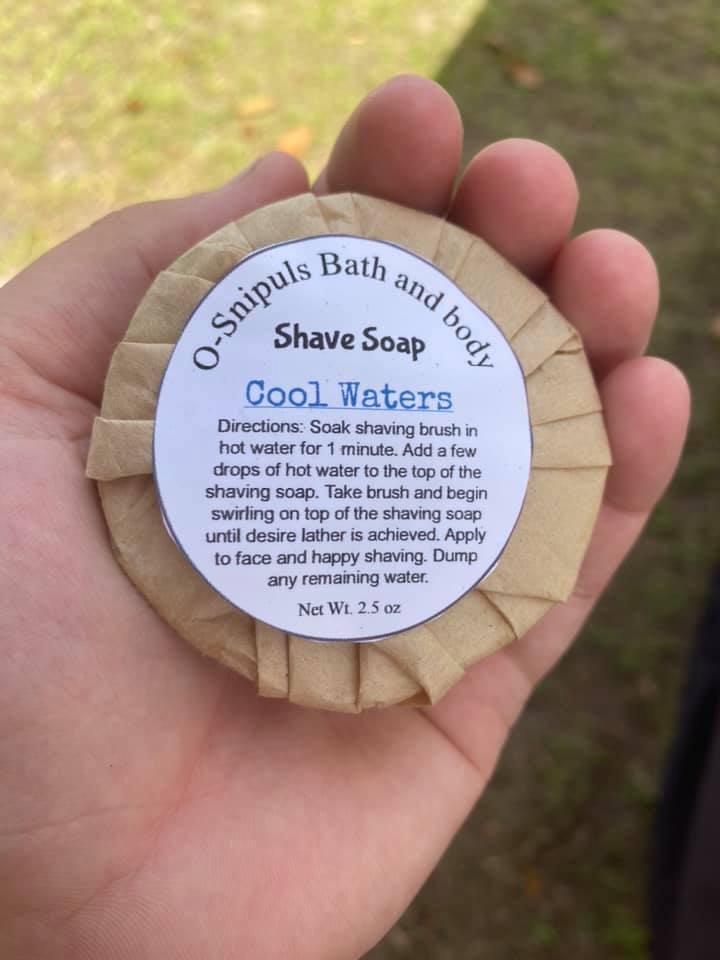 O-Snipuls Bath and body
Shave Soap
Cool Waters
Directions: Soak shaving brush in
hot water for 1 minute. Add a few
drops of hot water to the top of the
shaving soap. Take brush and begin
swirling on top of the shaving soap
until desire lather is achieved. Apply
to face and happy shaving. Dump
any remaining water.
Net Wt. 2.5 oz